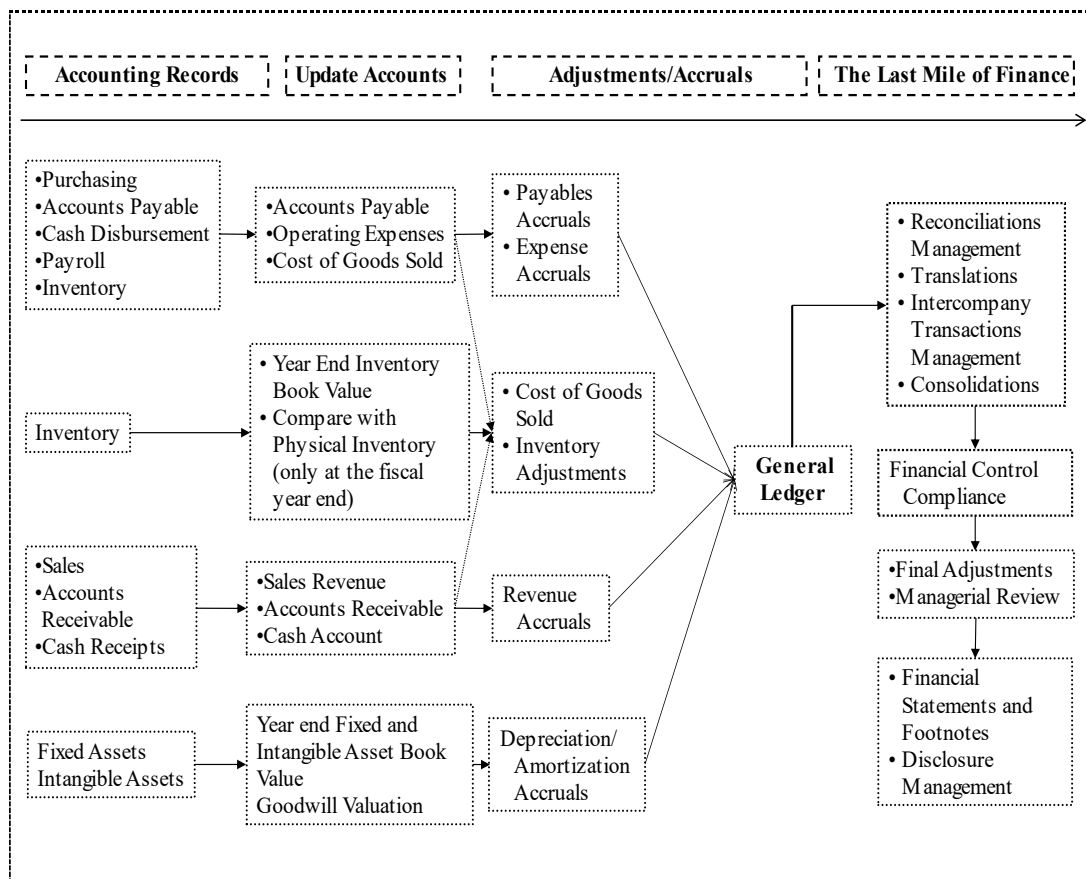 Accounting Records
Update Accounts
Adjustments/Accruals
The Last Mile of Finance
•Purchasing
•Accounts Payable
•Cash Disbursement
•Payroll
•Inventory
•Accounts Payable
•Operating Expenses
•Cost of Goods Sold
• Payables
Accruals
• Expense
Accruals
Inventory
• Year End Inventory
Book Value
• Compare with
Physical Inventory
(only at the fiscal
year end)
• Cost of Goods
Sold
• Inventory
Adjustments
•Sales
•Accounts
Receivable
•Cash Receipts
•Sales Revenue
•Accounts Receivable
•Cash Account
Revenue
Accruals
Fixed Assets
Intangible Assets
Year end Fixed and
Intangible Asset Book
Value
Goodwill Valuation
Depreciation/
Amortization
Accruals
General
Ledger
• Reconciliations
Management
• Translations
• Intercompany
Transactions
Management
• Consolidations
Financial Control
Compliance
•Final Adjustments
•Managerial Review
• Financial
Statements and
Footnotes
• Disclosure
Management